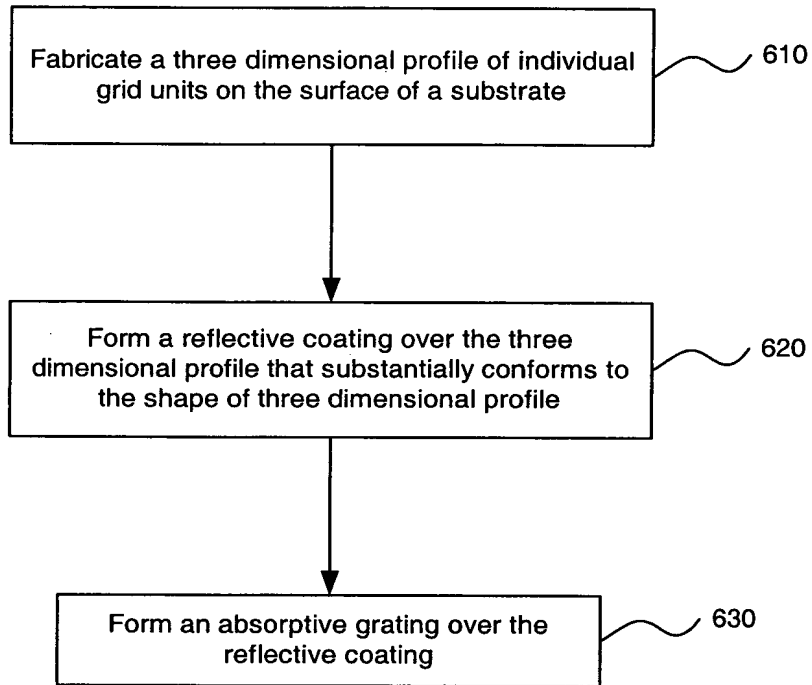 Fabricate a three dimensional profile of individual
grid units on the surface of a substrate
610
Form a reflective coating over the three
dimensional profile that substantially conforms to
the shape of three dimensional profile
620
Form an absorptive grating over the
reflective coating
630